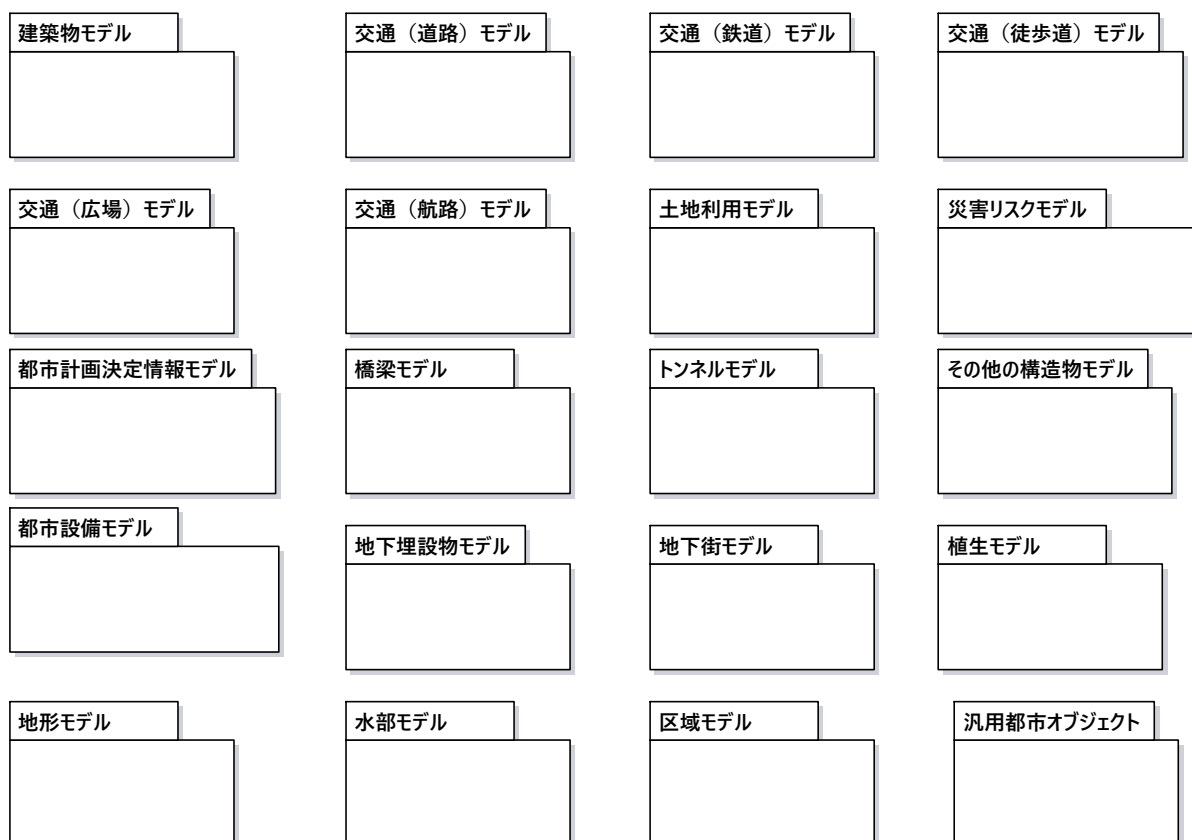 建築物モデル
交通（道路）モデル
交通（鉄道）モデル
交通（徒歩道）モデル
交通（広場）モデル
交通（航路）モデル
土地利用モデル
災害リスクモデル
都市計画決定情報モデル
橋梁モデル
トンネルモデル
その他の構造物モデル
都市設備モデル
地下埋設物モデル
地下街モデル
植生モデル
地形モデル
水部モデル
区域モデル
汎用都市オブジェクト